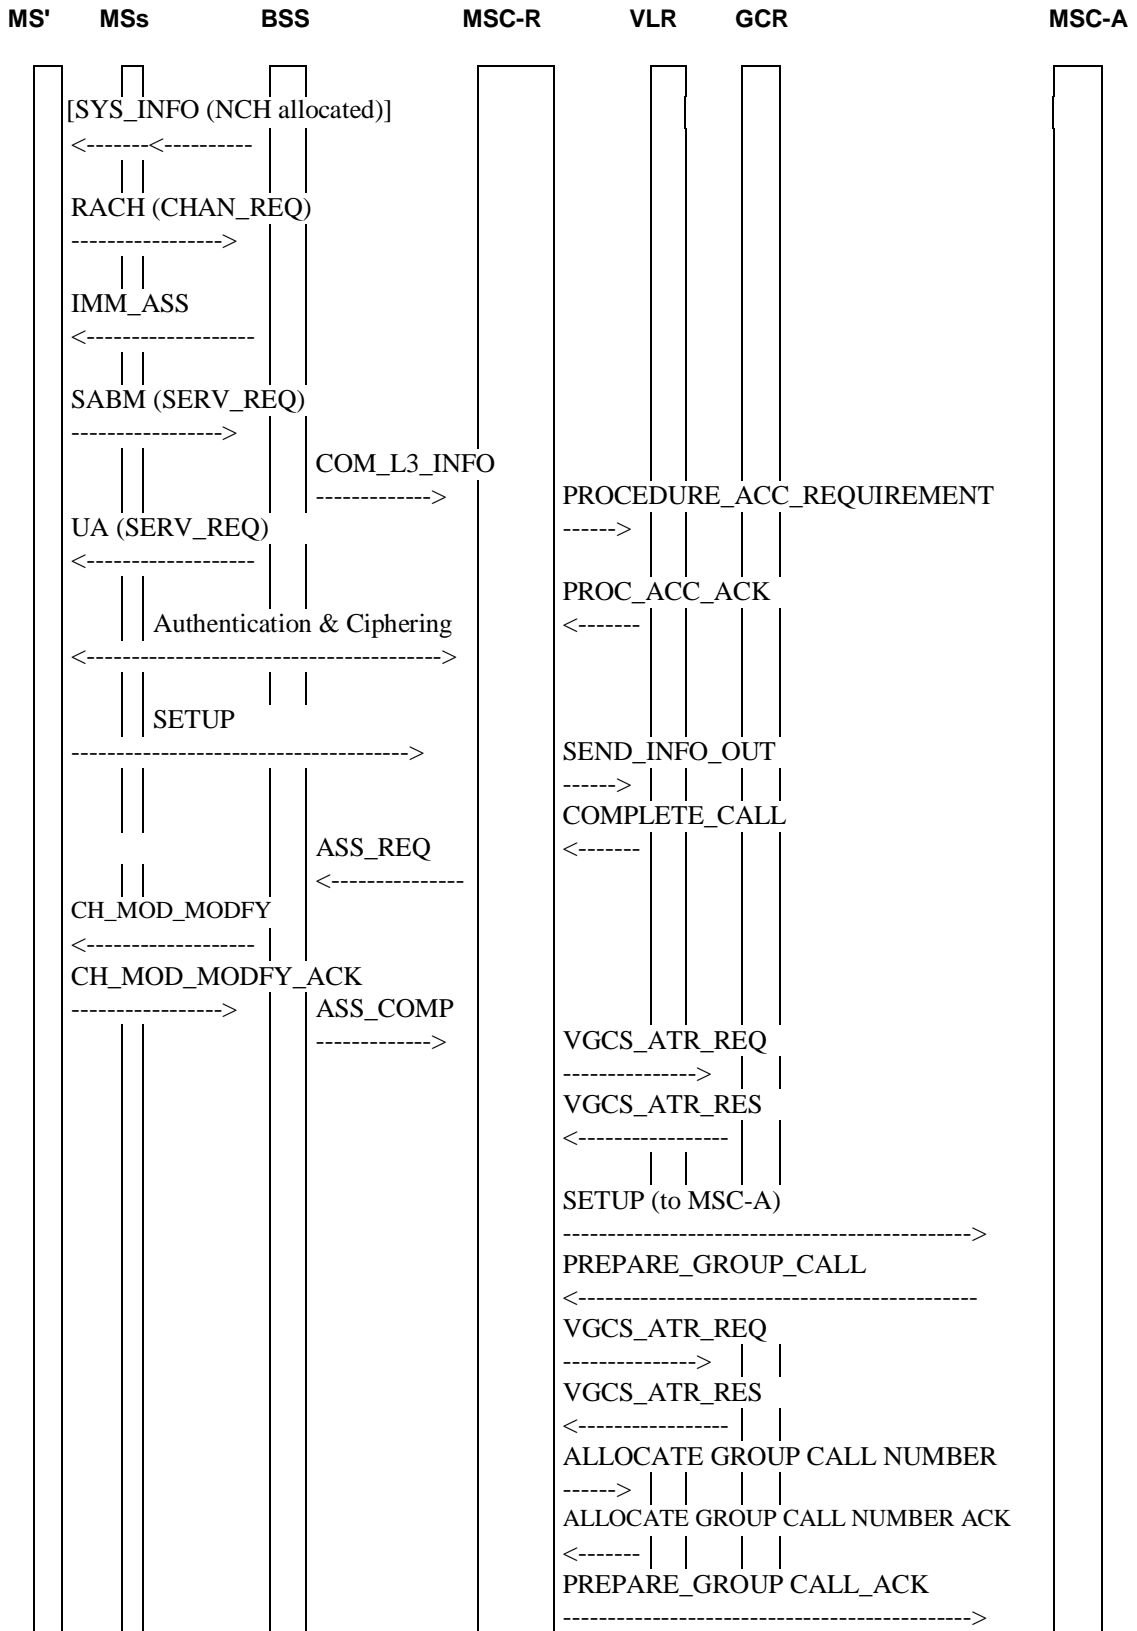 MS' MSs BSS MSC-R VLR GCR MSC-A
[SYS_INFO (NCH allocated)]
<-------<----------
RACH (CHAN_REQ)
----------------->
IMM_ASS
<-------------------
SABM (SERV_REQ)
----------------->
COM_L3_INFO
-------------> PROCEDURE_ACC_REQUIREMENT
UA (SERV_REQ) ------>
<-------------------
PROC_ACC_ACK
Authentication & Ciphering <-------
<--------------------------------------->
SETUP
--------------------------------------> SEND_INFO_OUT
------>
COMPLETE_CALL
ASS_REQ <-------
<---------------
CH_MOD_MODFY
<-------------------
CH_MOD_MODFY_ACK
-----------------> ASS_COMP
-------------> VGCS_ATR_REQ
--------------->
VGCS_ATR_RES
<-----------------
SETUP (to MSC-A)
---------------------------------------------->
PREPARE_GROUP_CALL
<---------------------------------------------
VGCS_ATR_REQ
--------------->
VGCS_ATR_RES
<-----------------
ALLOCATE GROUP CALL NUMBER
------>
ALLOCATE GROUP CALL NUMBER ACK
<-------
PREPARE_GROUP CALL_ACK
---------------------------------------------->